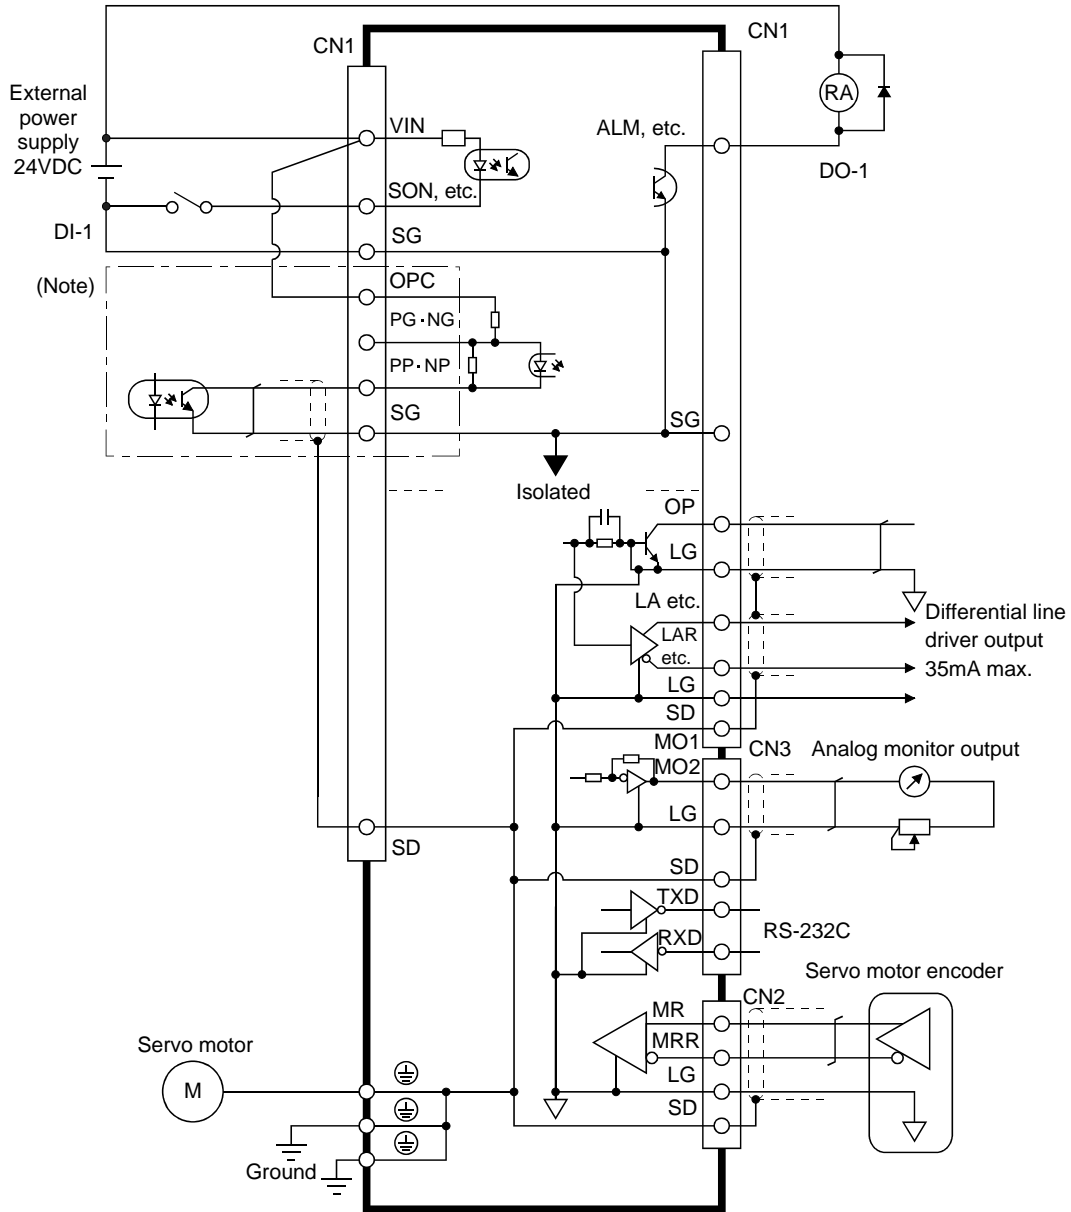 CN1
CN1
External
power
supply
24VDC
VIN
RA
ALM, etc.
DO-1
SON, etc.
DI-1
SG
(Note)
OPC
PG·NG
PP·NP
SG
SG
Isolated
OP
LG
LA etc.
LAR
etc.
Differential line
driver output
35mA max.
LG
SD
MO1
CN3
Analog monitor output
MO2
LG
SD
SD
TXD
RXD
RS-232C
Servo motor encoder
CN2
MR
MRR
LG
SD
Servo motor
M
Ground